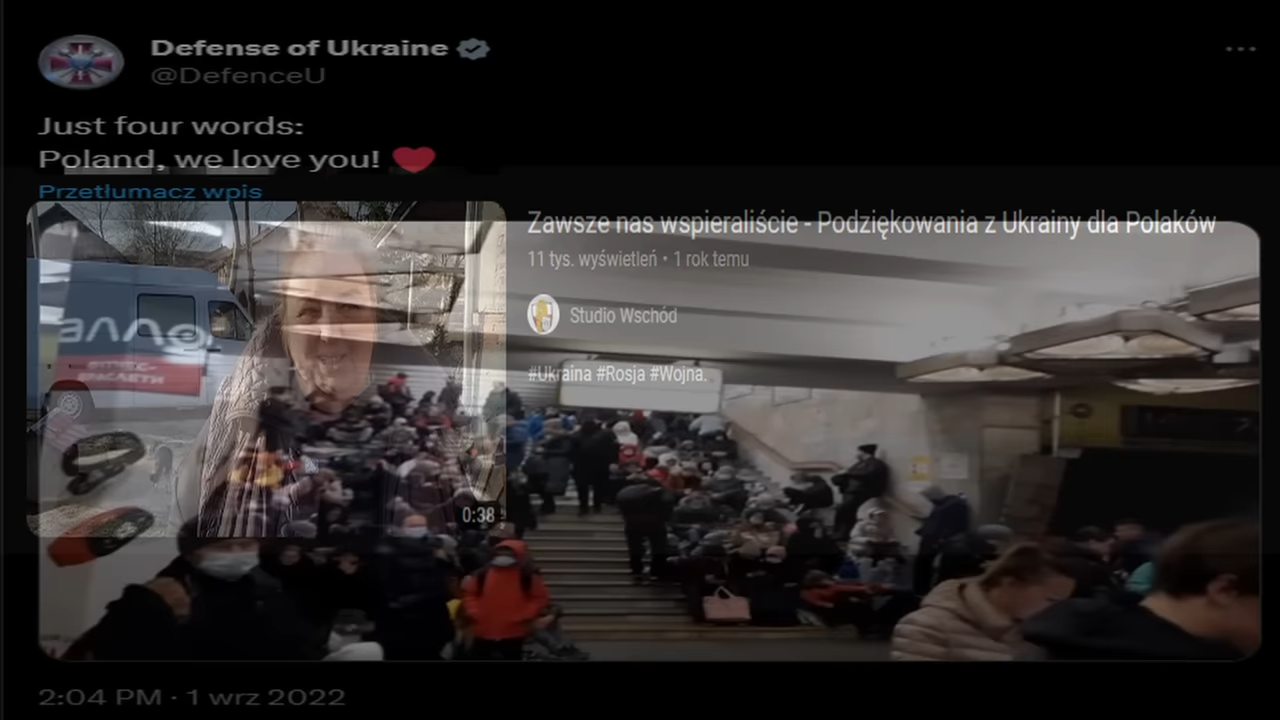 Defense of Ukraine
@DefenceU
Just four words:
Poland, we love you! ❤️
Przetłumacz wpis
Zawsze nas wspieraliście - Podziękowania z Ukrainy dla Polaków
11 tys. wyświetleń • 1 rok temu
Studio Wschód
#Ukraina #Rosja #Wojna.
0:38
2:04 PM · 1 wrz 2022